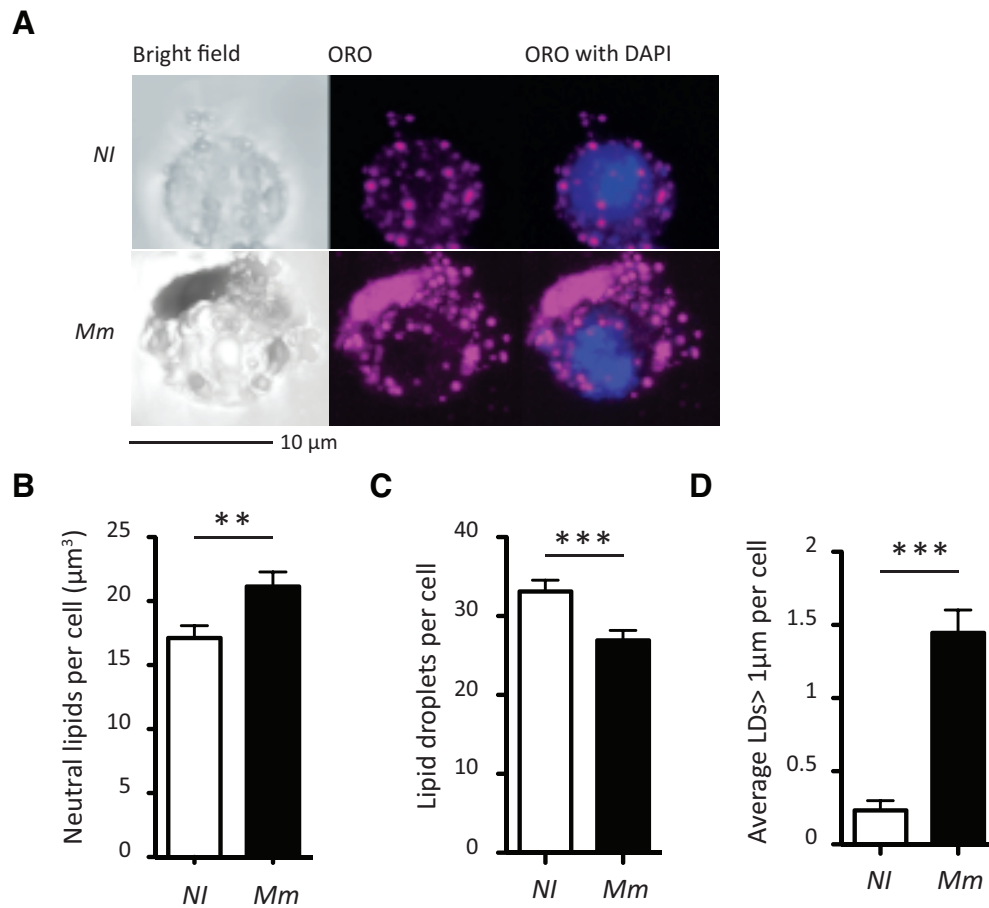 A
Bright field ORO ORO with DAPI
NI
Mm
10 µm
B
**
Neutral lipids per cell (µm³)
25
20
15
10
5
0
NI Mm
C
***
Lipid droplets per cell
40
30
20
10
0
NI Mm
D
***
Average LDs> 1µm per cell
2
1.5
1
0.5
0
NI Mm